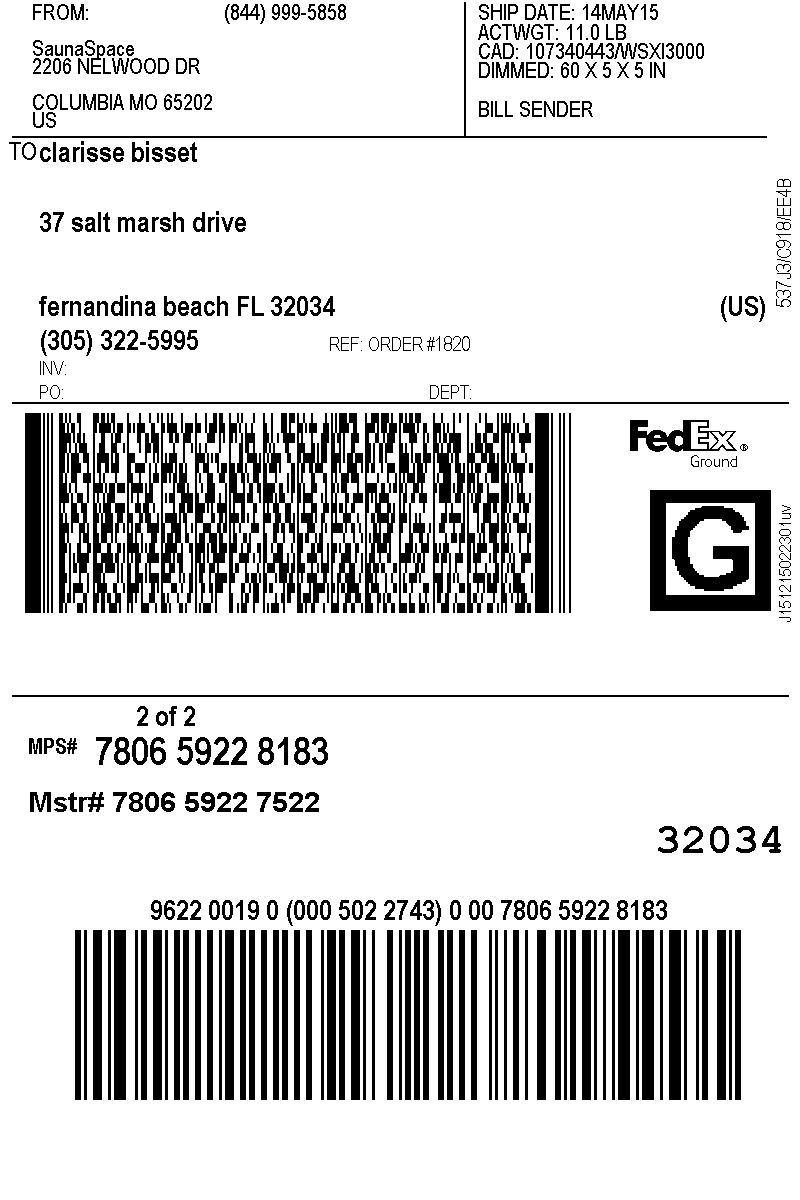 FROM: (844) 999-5858
SaunaSpace
2206 NELWOOD DR
COLUMBIA MO 65202
US
SHIP DATE: 14MAY15
ACTWGT: 11.0 LB
CAD: 107340443/WSXI3000
DIMMED: 60 X 5 X 5 IN
BILL SENDER
TO clarisse bisset
37 salt marsh drive
fernandina beach FL 32034 (US)
(305) 322-5995 REF: ORDER #1820
INV:
PO: DEPT:
537J3/C918/EE4B
FedEx®
Ground
G
J151215022301uv
2 of 2
MPS# 7806 5922 8183
Mstr# 7806 5922 7522
32034
9622 0019 0 (000 502 2743) 0 00 7806 5922 8183